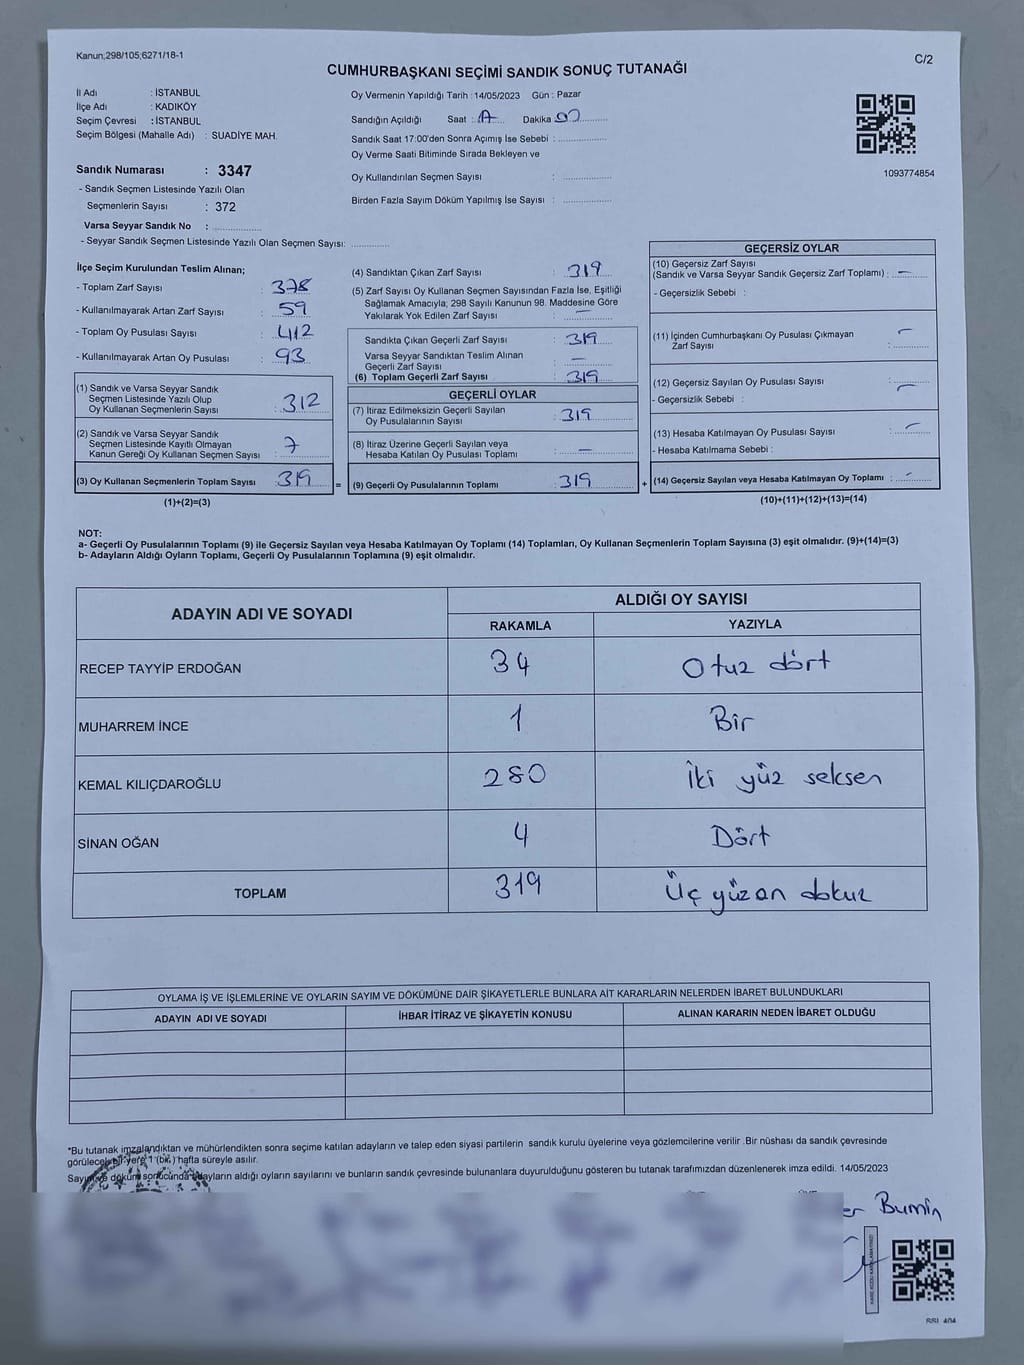 Kanun;298/105;6271/18-1
C/2
CUMHURBAŞKANI SEÇİMİ SANDIK SONUÇ TUTANAĞI
İl Adı : İSTANBUL
İlçe Adı : KADIKÖY
Seçim Çevresi : İSTANBUL
Seçim Bölgesi (Mahalle Adı) : SUADİYE MAH.
Sandık Numarası : 3347
- Sandık Seçmen Listesinde Yazılı Olan
Seçmenlerin Sayısı : 372
Varsa Seyyar Sandık No :
- Seyyar Sandık Seçmen Listesinde Yazılı Olan Seçmen Sayısı:
Oy Vermenin Yapıldığı Tarih : 14/05/2023 Gün : Pazar
Sandığın Açıldığı Saat : Dakika
Sandık Saat 17:00'den Sonra Açımış İse Sebebi :
Oy Verme Saati Bitiminde Sırada Bekleyen ve
Oy Kullandırılan Seçmen Sayısı :
Birden Fazla Sayım Döküm Yapılmış İse Sayısı :
1093774854
İlçe Seçim Kurulundan Teslim Alınan;
- Toplam Zarf Sayısı : 378
- Kullanılmayarak Artan Zarf Sayısı : 59
- Toplam Oy Pusulası Sayısı : 412
- Kullanılmayarak Artan Oy Pusulası : 93
(1) Sandık ve Varsa Seyyar Sandık
Seçmen Listesinde Yazılı Olup
Oy Kullanan Seçmenlerin Sayısı : 312
(2) Sandık ve Varsa Seyyar Sandık
Seçmen Listesinde Kayıtlı Olmayan
Kanun Gereği Oy Kullanan Seçmen Sayısı : 7
(3) Oy Kullanan Seçmenlerin Toplam Sayısı : 319
(1)+(2)=(3)
=
(4) Sandıktan Çıkan Zarf Sayısı : 319
(5) Zarf Sayısı Oy Kullanan Seçmen Sayısından Fazla İse, Eşitliği
Sağlamak Amacıyla; 298 Sayılı Kanunun 98. Maddesine Göre
Yakılarak Yok Edilen Zarf Sayısı : —
Sandıkta Çıkan Geçerli Zarf Sayısı : 319
Varsa Seyyar Sandıktan Teslim Alınan
Geçerli Zarf Sayısı : —
(6) Toplam Geçerli Zarf Sayısı : 319
GEÇERLİ OYLAR
(7) İtiraz Edilmeksizin Geçerli Sayılan
Oy Pusulalarının Sayısı : 319
(8) İtiraz Üzerine Geçerli Sayılan veya
Hesaba Katılan Oy Pusulası Toplamı : —
(9) Geçerli Oy Pusulalarının Toplamı : 319
+
GEÇERSİZ OYLAR
(10) Geçersiz Zarf Sayısı
(Sandık ve Varsa Seyyar Sandık Geçersiz Zarf Toplamı) : —
- Geçersizlik Sebebi :
(11) İçinden Cumhurbaşkanı Oy Pusulası Çıkmayan
Zarf Sayısı : —
(12) Geçersiz Sayılan Oy Pusulası Sayısı : —
- Geçersizlik Sebebi :
(13) Hesaba Katılmayan Oy Pusulası Sayısı : —
- Hesaba Katılmama Sebebi :
(14) Geçersiz Sayılan veya Hesaba Katılmayan Oy Toplamı : -
(10)+(11)+(12)+(13)=(14)
NOT:
a- Geçerli Oy Pusulalarının Toplamı (9) ile Geçersiz Sayılan veya Hesaba Katılmayan Oy Toplamı (14) Toplamları, Oy Kullanan Seçmenlerin Toplam Sayısına (3) eşit olmalıdır. (9)+(14)=(3)
b- Adayların Aldığı Oyların Toplamı, Geçerli Oy Pusulalarının Toplamına (9) eşit olmalıdır.
ADAYIN ADI VE SOYADI
ALDIĞI OY SAYISI
RAKAMLA YAZIYLA
RECEP TAYYİP ERDOĞAN 34 Otuz dört
MUHARREM İNCE 1 Bir
KEMAL KILIÇDAROĞLU 280 İki yüz seksen
SİNAN OĞAN 4 Dört
TOPLAM 319 Üç yüzon dokuz
OYLAMA İŞ VE İŞLEMLERİNE VE OYLARIN SAYIM VE DÖKÜMÜNE DAİR ŞİKAYETLERLE BUNLARA AİT KARARLARIN NELERDEN İBARET BULUNDUKLARI
ADAYIN ADI VE SOYADI İHBAR İTİRAZ VE ŞİKAYETİN KONUSU ALINAN KARARIN NEDEN İBARET OLDUĞU
*Bu tutanak imzalandıktan ve mühürlendikten sonra seçime katılan adayların ve talep eden siyasi partilerin sandık kurulu üyelerine veya gözlemcilerine verilir .Bir nüshası da sandık çevresinde
görülecek bir yere 1 (bir) hafta süreyle asılır.
Sayım ve döküm sonucunda adayların aldığı oyların sayılarını ve bunların sandık çevresinde bulunanlara duyurulduğunu gösteren bu tutanak tarafımızdan düzenlenerek imza edildi. 14/05/2023
er Bumin